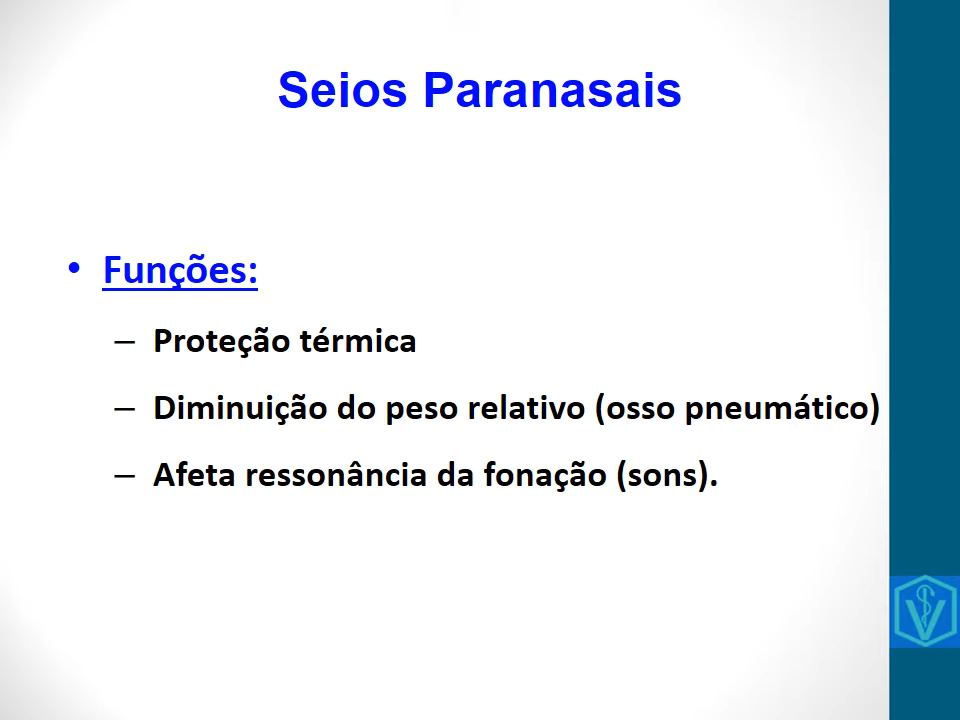 Seios Paranasais
• Funções:
– Proteção térmica
– Diminuição do peso relativo (osso pneumático)
– Afeta ressonância da fonação (sons).
V